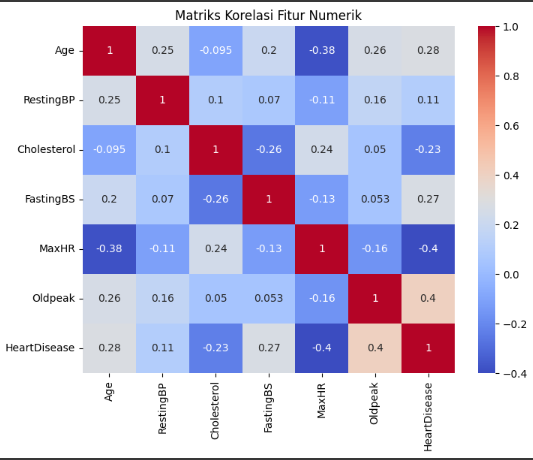 Matriks Korelasi Fitur Numerik
Age 1 0.25 -0.095 0.2 -0.38 0.26 0.28
RestingBP 0.25 1 0.1 0.07 -0.11 0.16 0.11
Cholesterol -0.095 0.1 1 -0.26 0.24 0.05 -0.23
FastingBS 0.2 0.07 -0.26 1 -0.13 0.053 0.27
MaxHR -0.38 -0.11 0.24 -0.13 1 -0.16 -0.4
Oldpeak 0.26 0.16 0.05 0.053 -0.16 1 0.4
HeartDisease 0.28 0.11 -0.23 0.27 -0.4 0.4 1
Age RestingBP Cholesterol FastingBS MaxHR Oldpeak HeartDisease
1.0
0.8
0.6
0.4
0.2
0.0
−0.2
−0.4